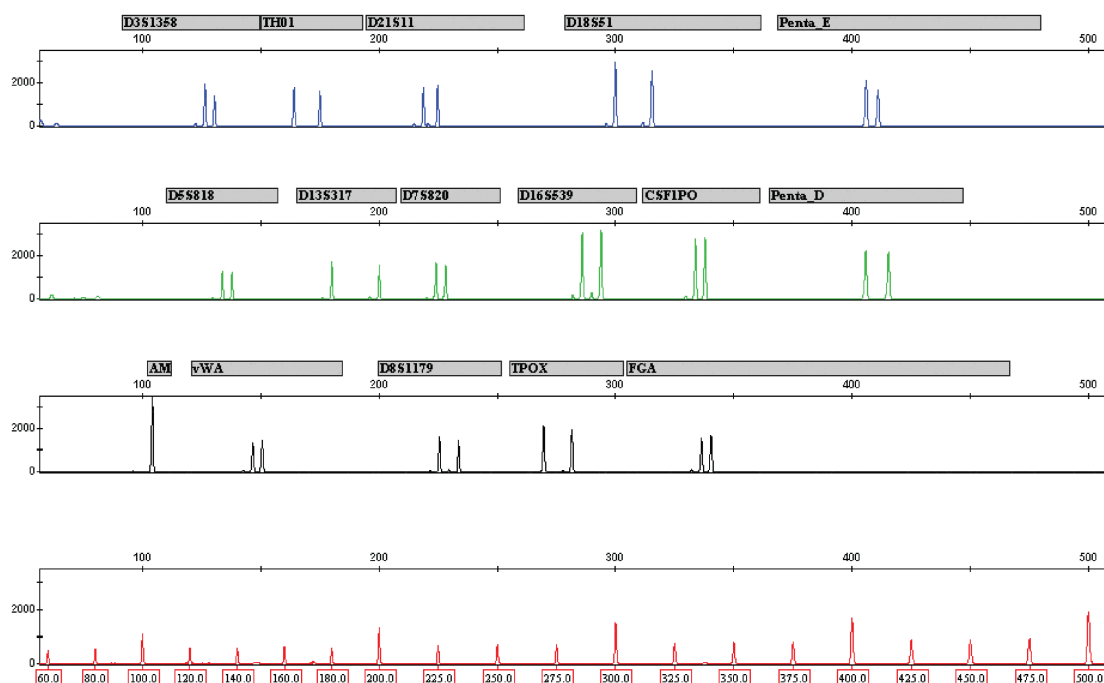 D3S1358 TH01 D21S11 D18S51 Penta_E
100 200 300 400 500
2000
0
D5S818 D13S317 D7S820 D16S539 CSF1PO Penta_D
100 200 300 400 500
2000
0
AM vWA D8S1179 TPOX FGA
100 200 300 400 500
2000
0
100 200 300 400 500
2000
0
60.0 80.0 100.0 120.0 140.0 160.0 180.0 200.0 225.0 250.0 275.0 300.0 325.0 350.0 375.0 400.0 425.0 450.0 475.0 500.0